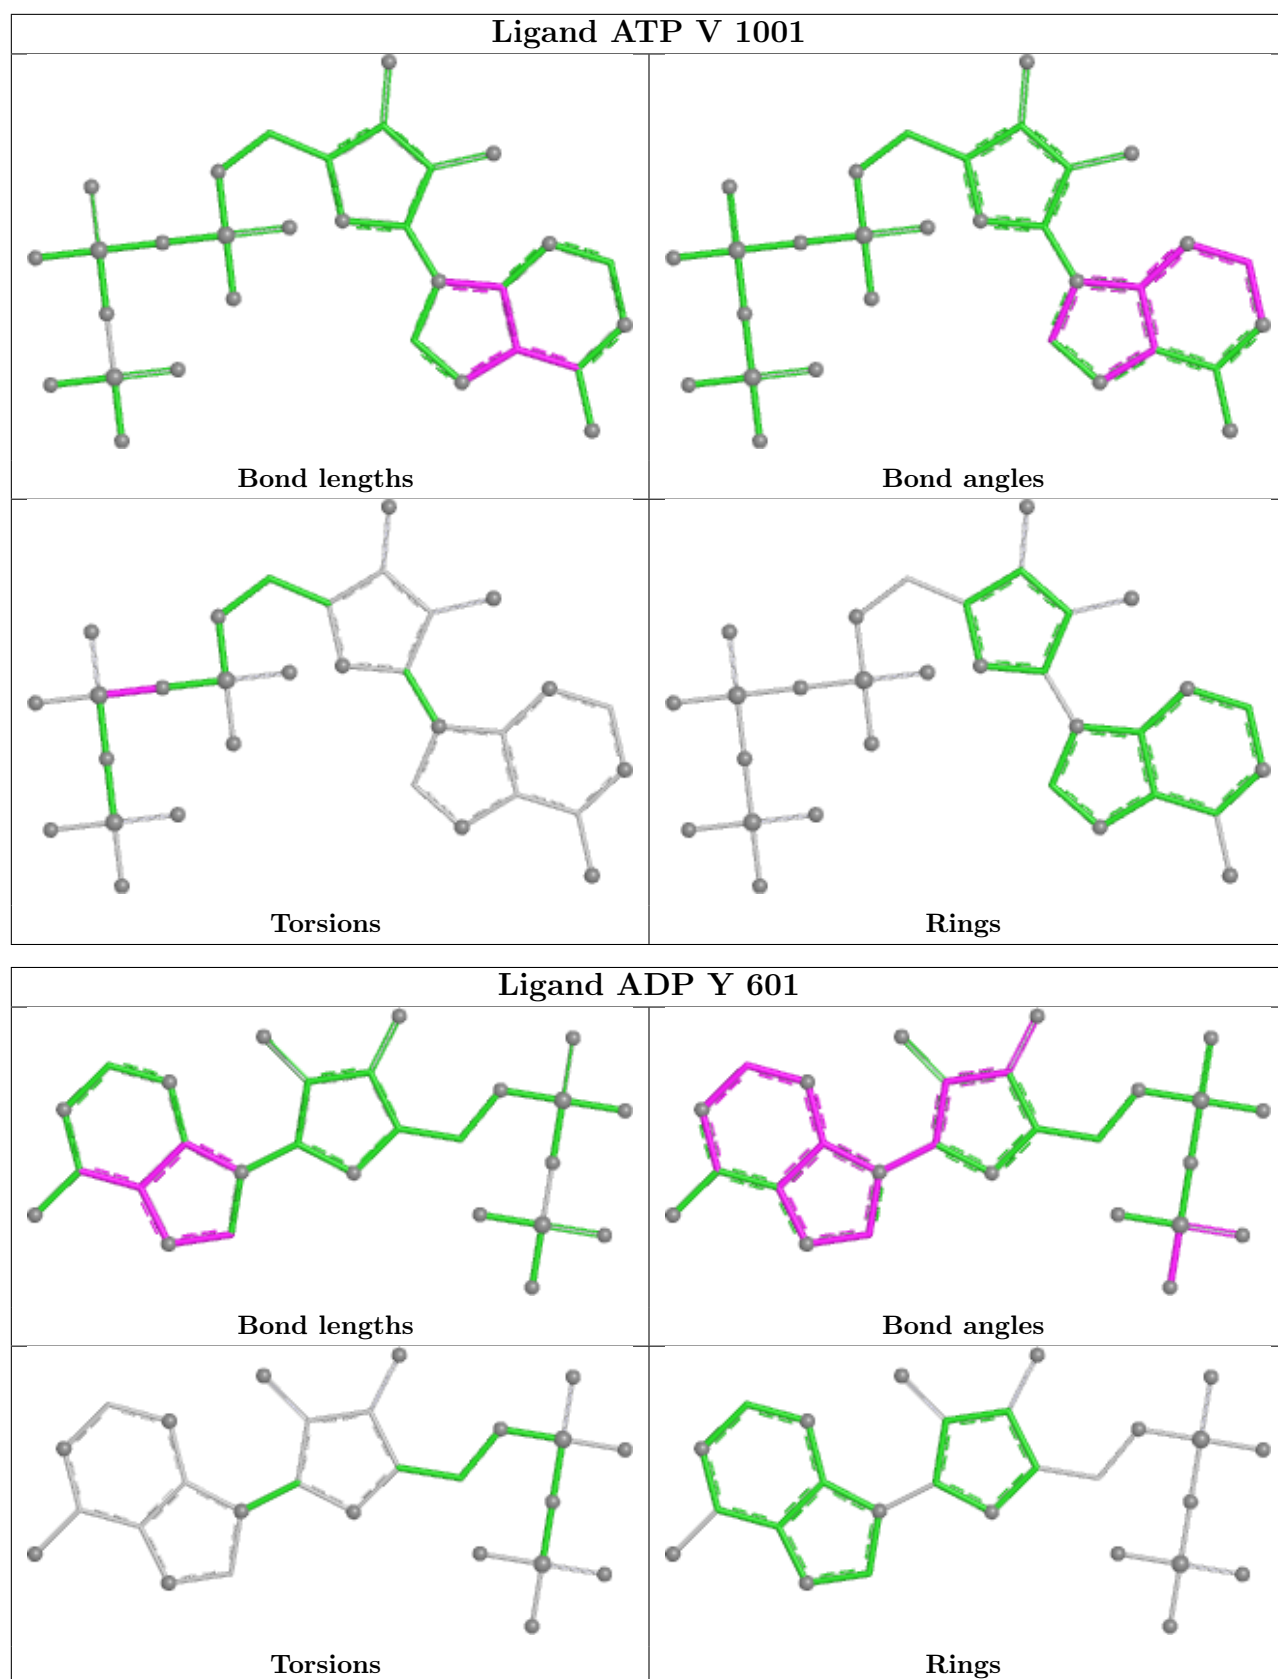 Ligand ATP V 1001
Bond lengths
Bond angles
Torsions
Rings
Ligand ADP Y 601
Bond lengths
Bond angles
Torsions
Rings